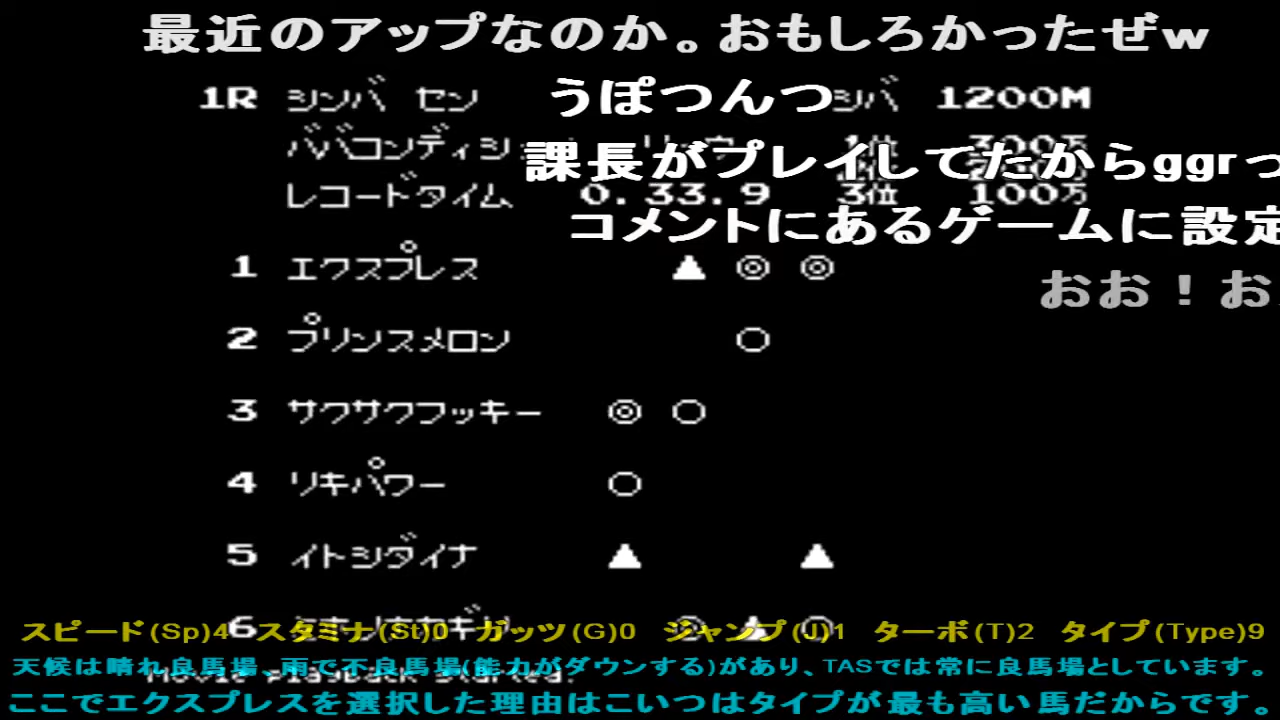 最近のアップなのか。おもしろかったぜw
1R シンバ セン うぽつんつ シバ 1200M
ババコンディシ 1位 300万
課長がプレイしてたからggrっ
レコードタイム 0.33.9 3位 100万
コメントにあるゲームに設定
1 エクスプレス ▲ ◎ ◎
おお！お
2 プリンスメロン ○
3 サクサクフッキー ◎ ○
4 リキパワー ○
5 イトシダイナ ▲ ▲
6
スピード(Sp)4 スタミナ(St)0 ガッツ(G)0 ジャンプ(J)1 ターボ(T)2 タイプ(Type)9
天候は晴れ良馬場、雨で不良馬場(能力がダウンする)があり、TASでは常に良馬場としています。
Movie playback started.
ここでエクスプレスを選択した理由はこいつはタイプが最も高い馬だからです。